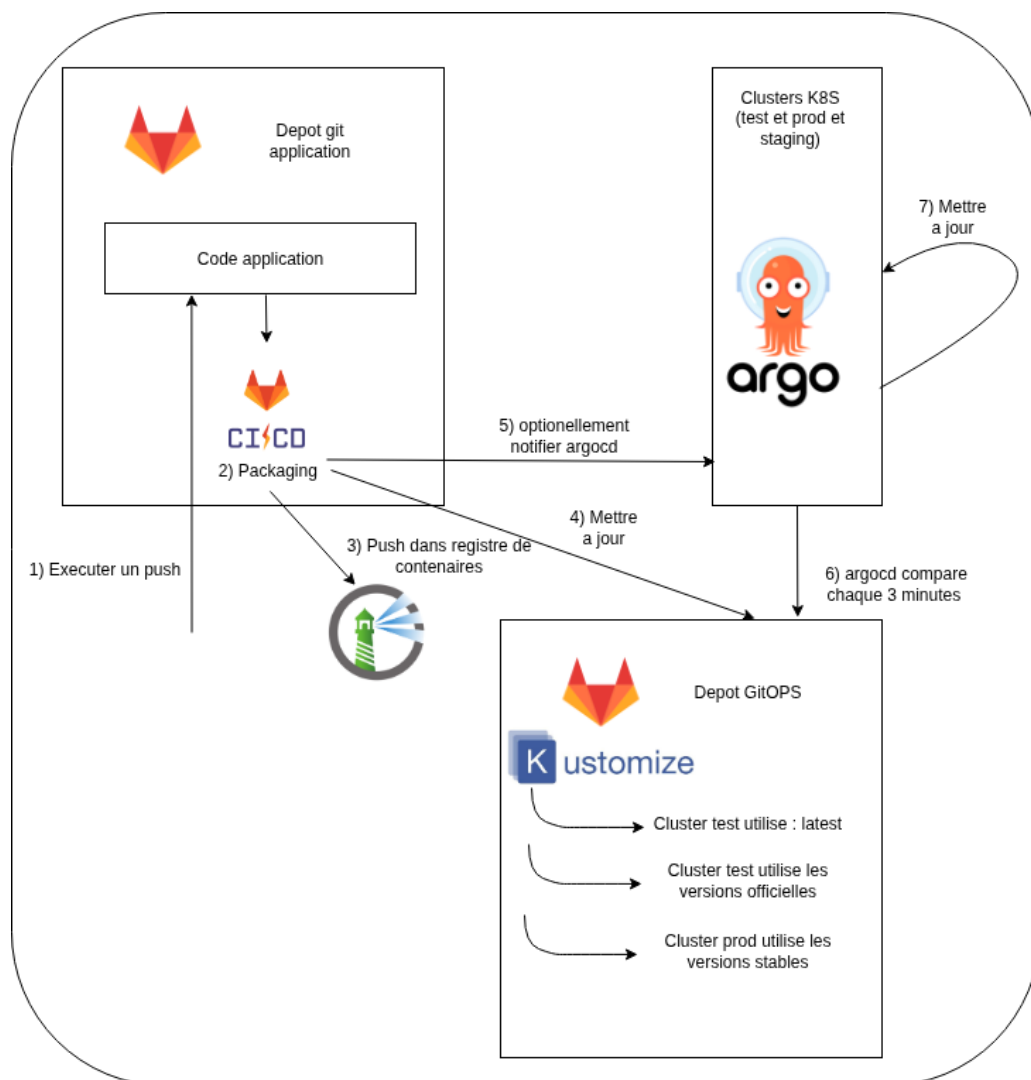 Depot git
application
Code application
CI/CD
2) Packaging
1) Executer un push
3) Push dans registre de
contenaires
5) optionellement
notifier argocd
4) Mettre
a jour
Clusters K8S
(test et prod et
staging)
argo
7) Mettre
a jour
6) argocd compare
chaque 3 minutes
Depot GitOPS
Kustomize
Cluster test utilise : latest
Cluster test utilise les
versions officielles
Cluster prod utilise les
versions stables